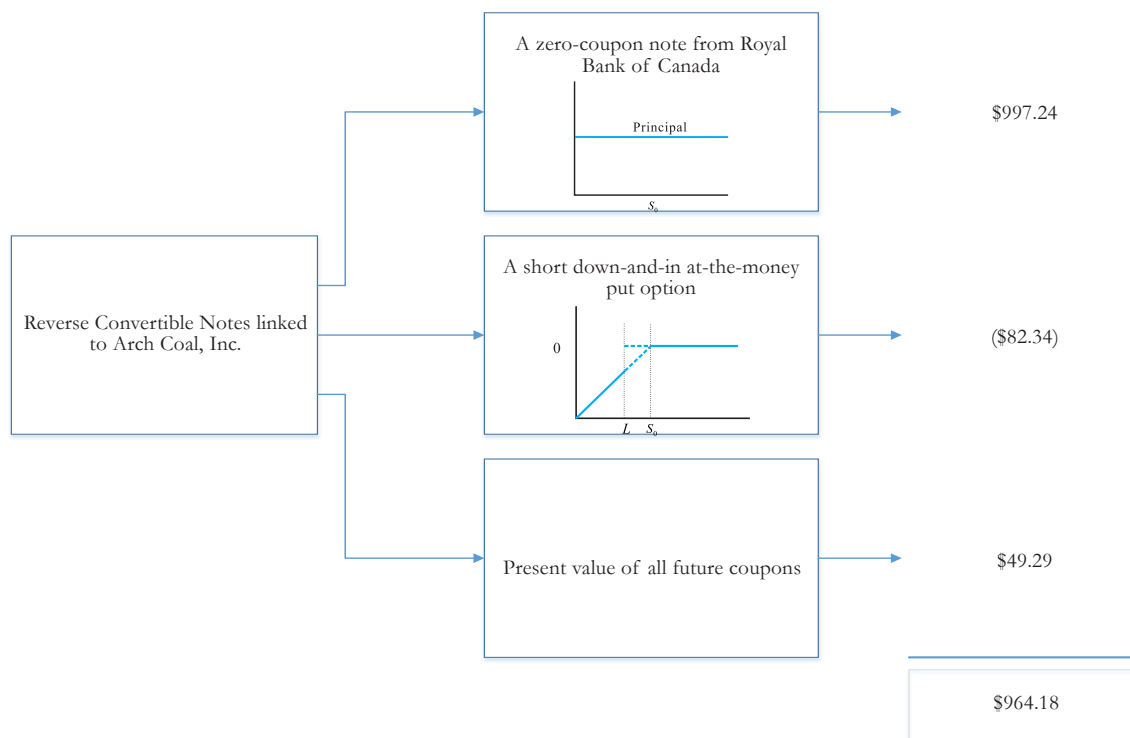 A zero-coupon note from Royal
Bank of Canada
Principal
S₀
$997.24
Reverse Convertible Notes linked
to Arch Coal, Inc.
A short down-and-in at-the-money
put option
0
L S₀
($82.34)
Present value of all future coupons
$49.29
$964.18